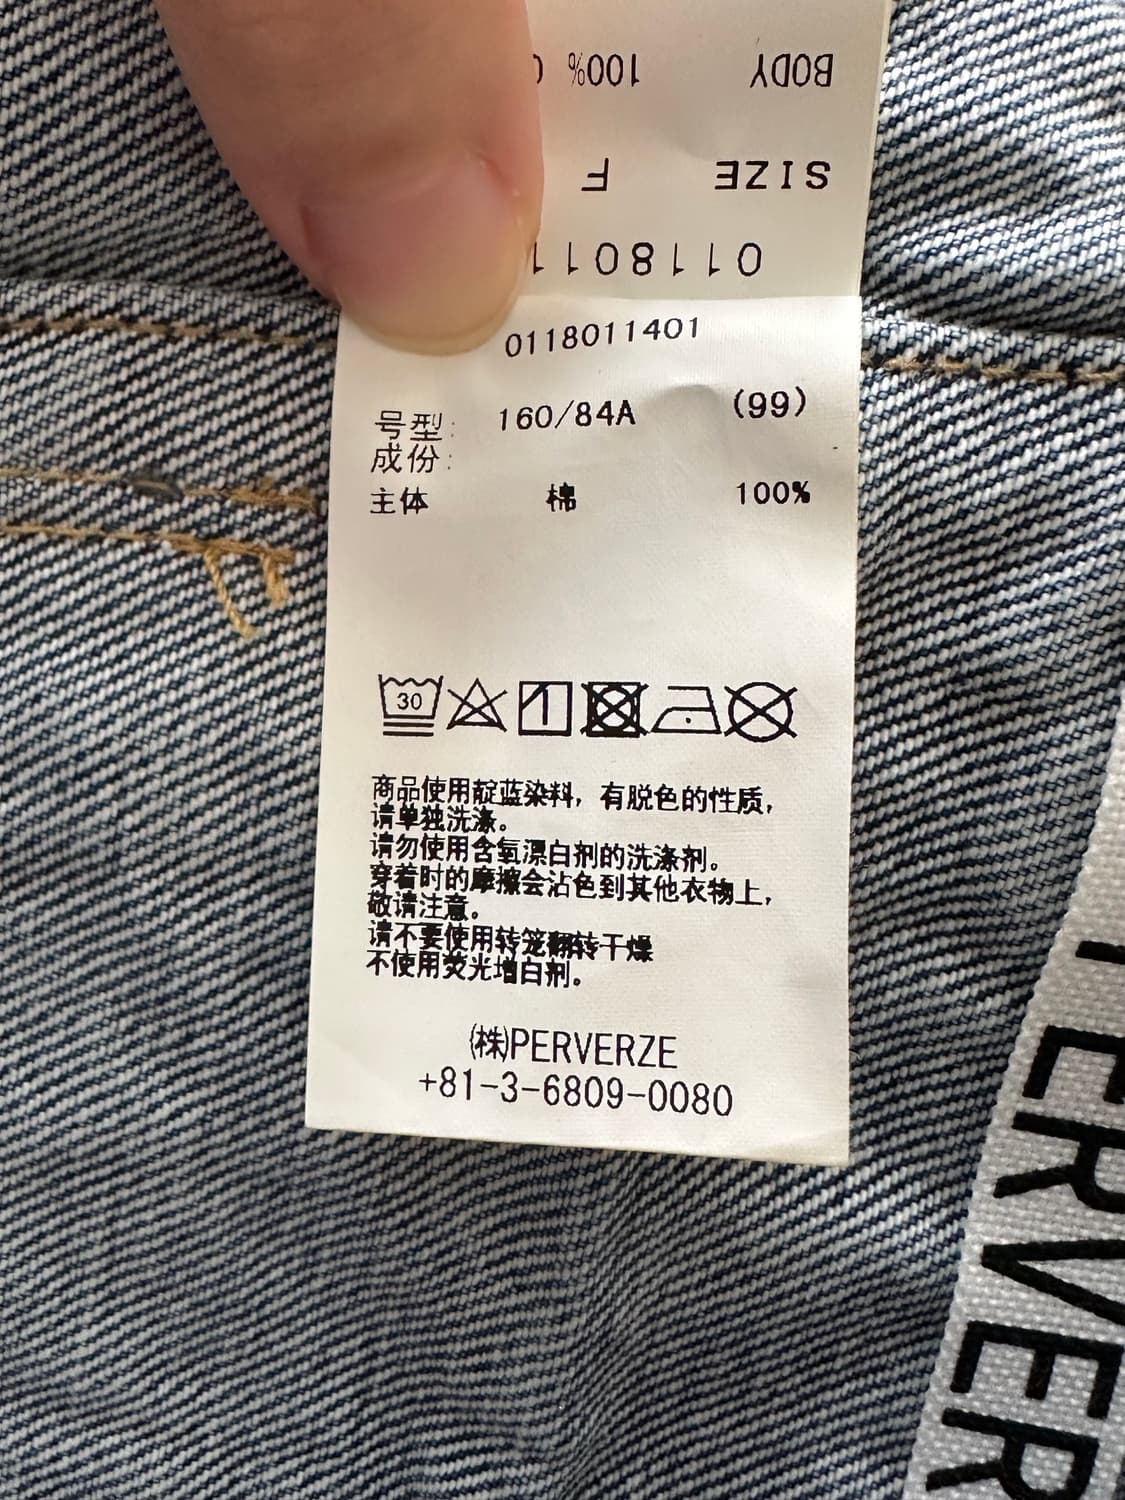 BODY 100%
SIZE F
0118011
0118011401
号型: 160/84A (99)
成份:
主体 棉 100%
30
商品使用靛蓝染料，有脱色的性质，
请单独洗涤。
请勿使用含氧漂白剂的洗涤剂。
穿着时的摩擦会沾色到其他衣物上，
敬请注意。
请不要使用转笼翻转干燥
不使用荧光增白剂。
(株)PERVERZE
+81-3-6809-0080
ERVER